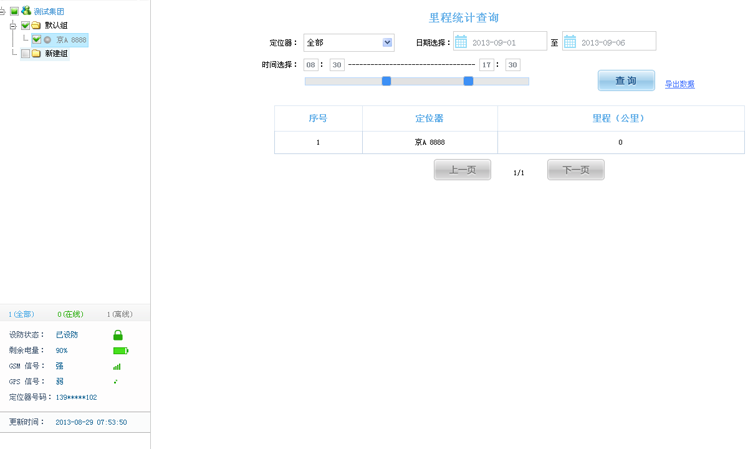 测试集团
默认组
京A 8888
新建组
1(全部) 0(在线) 1(离线)
设防状态： 已设防
剩余电量： 90%
GSM 信号： 强
GPS 信号： 弱
定位器号码： 139*****102
更新时间： 2013-08-29 07:53:50
里程统计查询
定位器： 全部 日期选择： 2013-09-01 至 2013-09-06
时间选择： 08 : 30 ---------------------------------- 17 : 30
查 询 导出数据
序号 定位器 里程（公里）
1 京A 8888 0
上一页 1/1 下一页